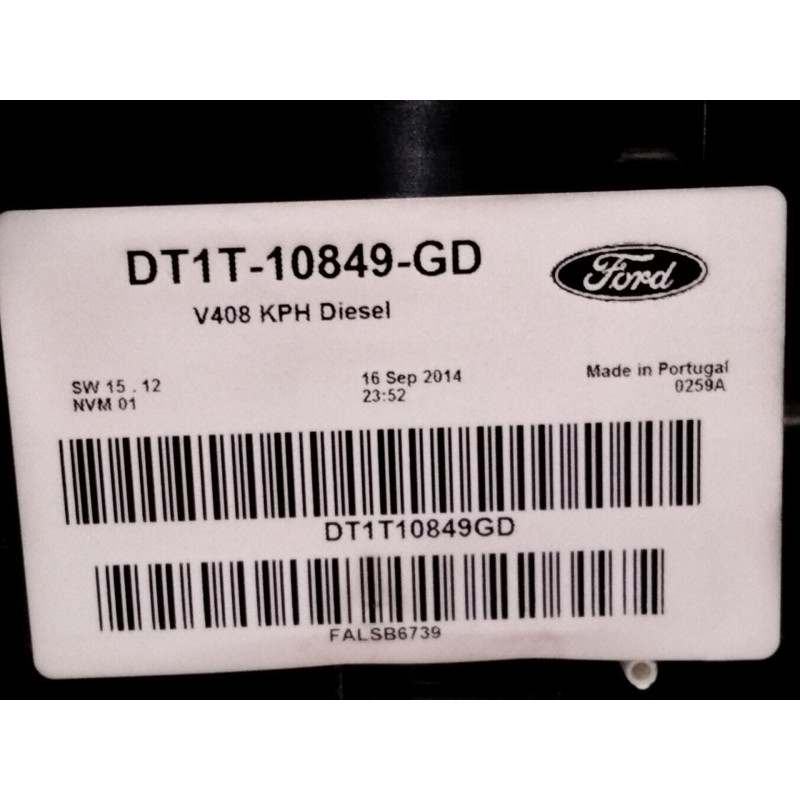 DT1T-10849-GD
Ford
V408 KPH Diesel
SW 15 . 12
NVM 01
16 Sep 2014
23:52
Made in Portugal
0259A
DT1T10849GD
FALSB6739